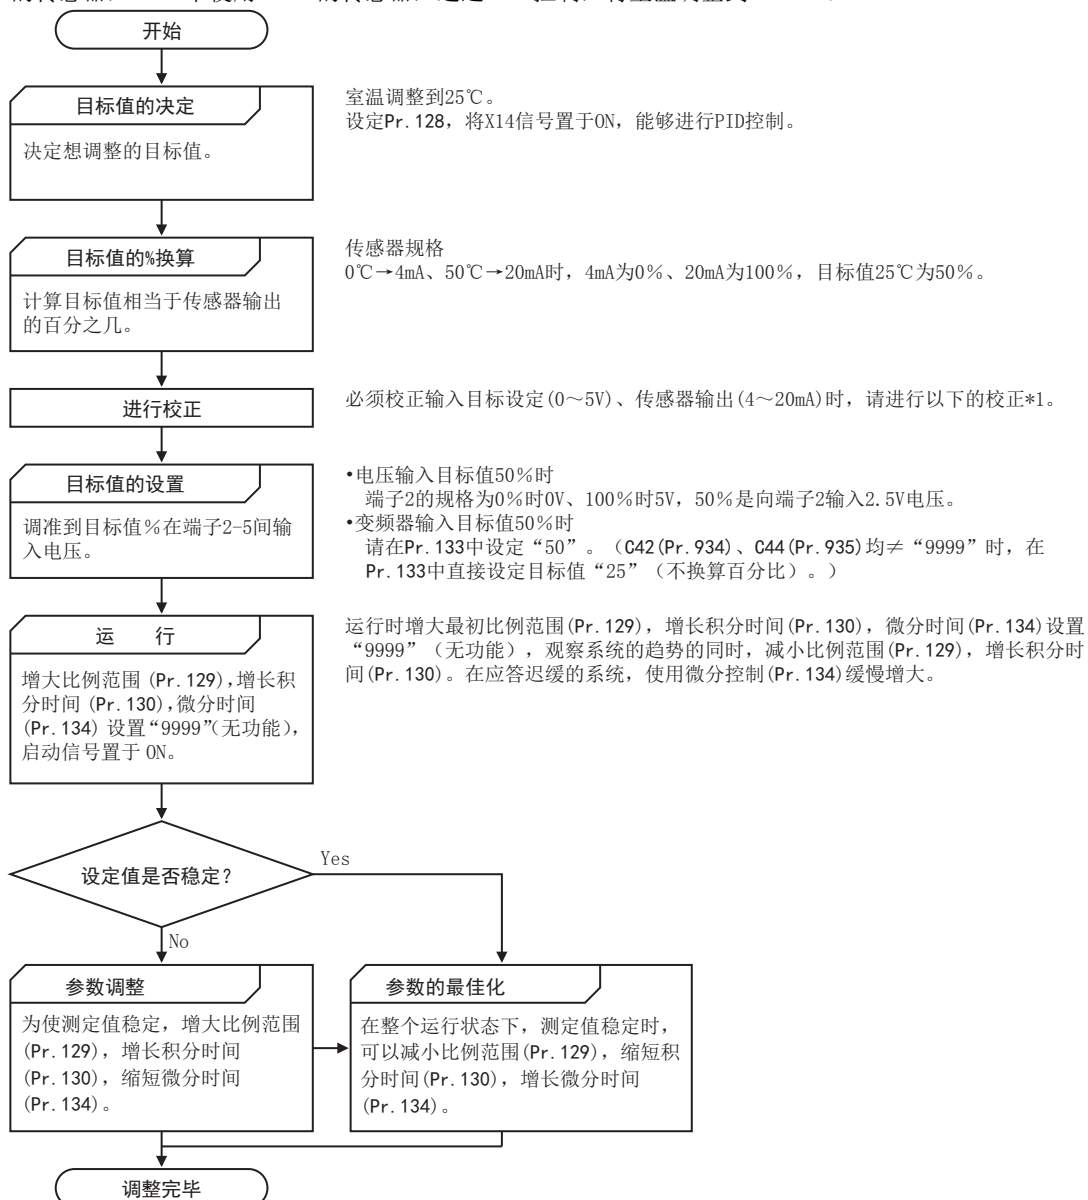 开始
目标值的决定
决定想调整的目标值。
室温调整到25℃。
设定Pr.128，将X14信号置于ON，能够进行PID控制。
目标值的%换算
计算目标值相当于传感器输出
的百分之几。
传感器规格
0℃→4mA、50℃→20mA时，4mA为0％、20mA为100％，目标值25℃为50％。
进行校正
必须校正输入目标设定(0～5V)、传感器输出(4～20mA)时，请进行以下的校正*1。
目标值的设置
调准到目标值％在端子2-5间输
入电压。
•电压输入目标值50％时
端子2的规格为0％时0V、100％时5V，50％是向端子2输入2.5V电压。
•变频器输入目标值50％时
请在Pr.133中设定“50”。（C42(Pr.934)、C44(Pr.935)均≠“9999”时，在
Pr.133中直接设定目标值“25”（不换算百分比）。）
运 行
增大比例范围 (Pr.129)，增长积
分时间 (Pr.130)，微分时间
(Pr.134) 设置“9999”（无功能），
启动信号置于 ON。
运行时增大最初比例范围(Pr.129)，增长积分时间(Pr.130)，微分时间(Pr.134)设置
“9999”（无功能），观察系统的趋势的同时，减小比例范围(Pr.129)，增长积分时
间(Pr.130)。在应答迟缓的系统，使用微分控制(Pr.134)缓慢增大。
设定值是否稳定？
Yes
No
参数调整
为使测定值稳定，增大比例范围
(Pr.129)，增长积分时间
(Pr.130)，缩短微分时间
(Pr.134)。
参数的最佳化
在整个运行状态下，测定值稳定时，
可以减小比例范围(Pr.129)，缩短积
分时间(Pr.130)，增长微分时间
(Pr.134)。
调整完毕